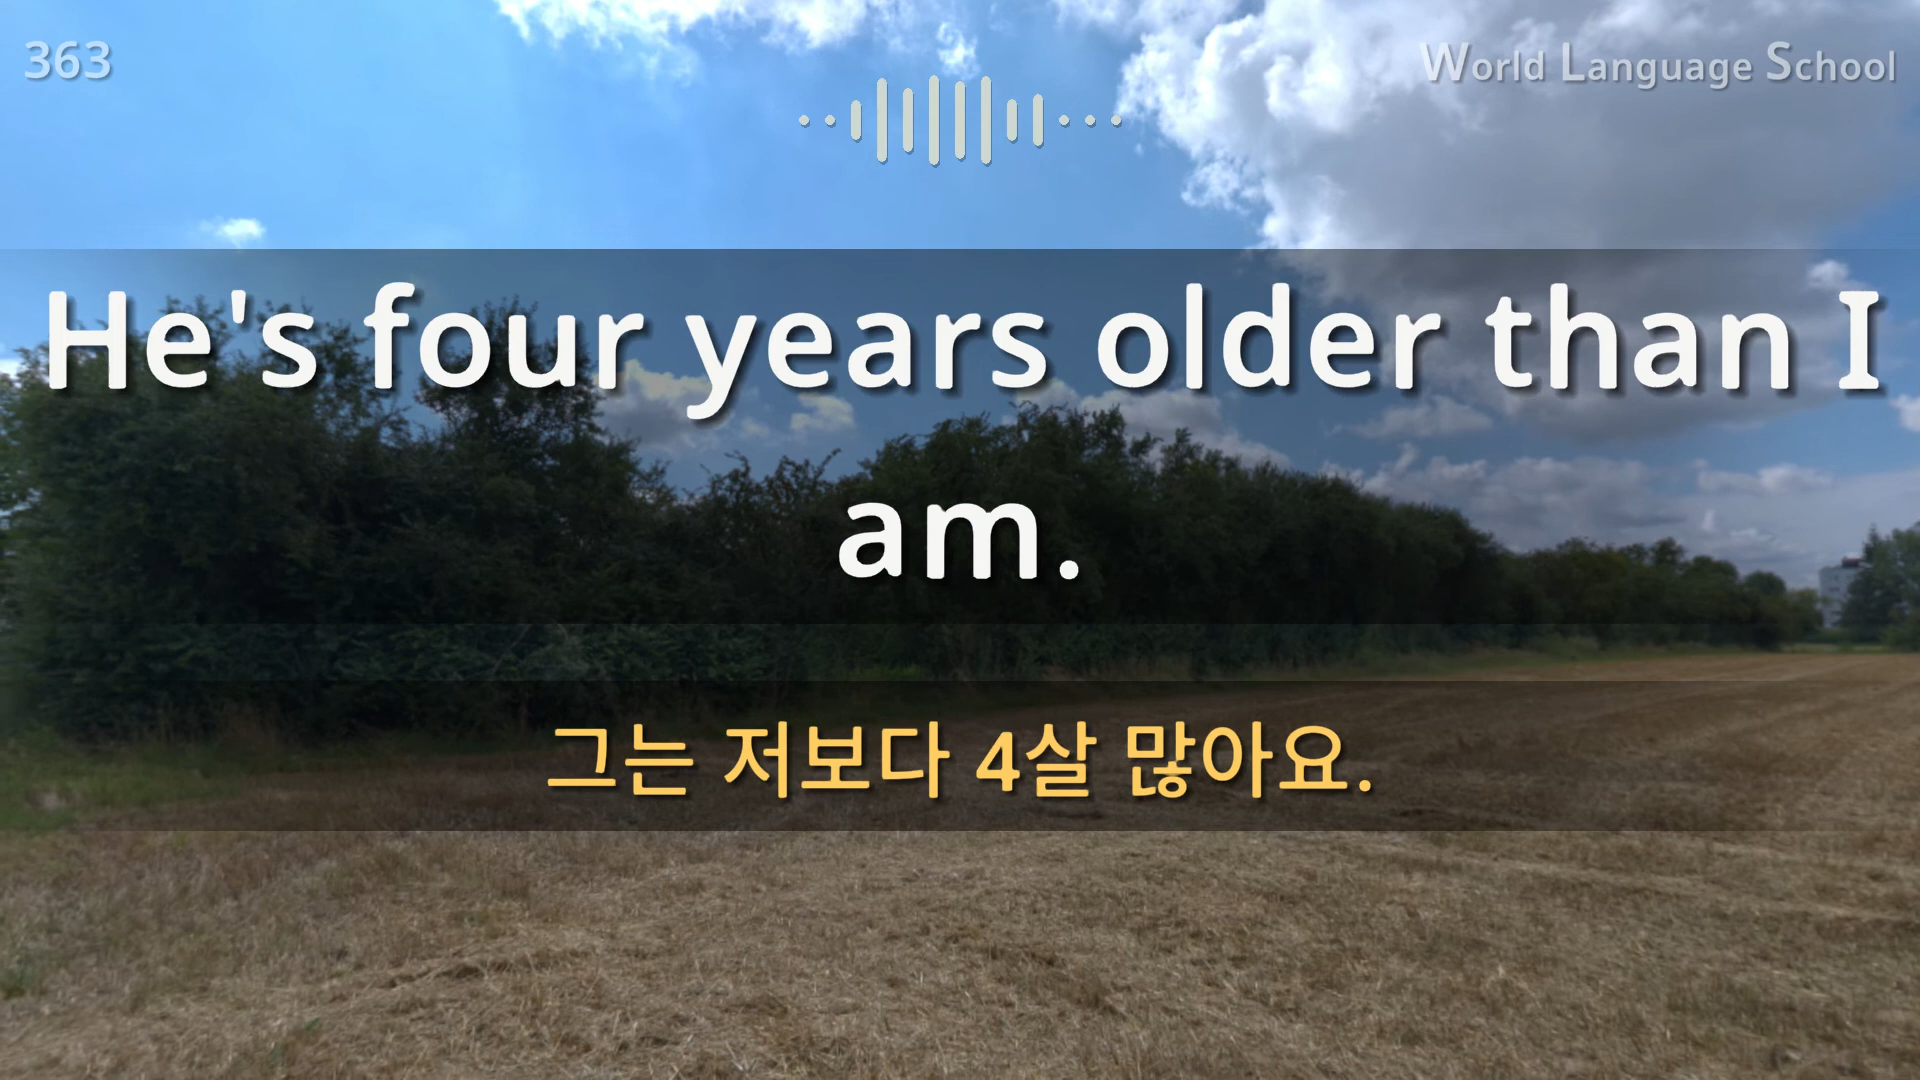 363
World Language School
He's four years older than I
am.
그는 저보다 4살 많아요.